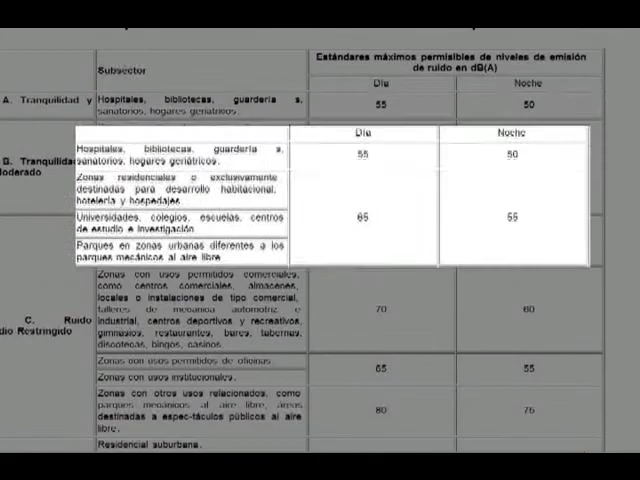 Estándares máximos permisibles de niveles de emisión
de ruido en dB(A)
Subsector
Día
Noche
A. Tranquilidad y
Hospitales, bibliotecas, guardería s,
sanatorios, hogares geriátricos.
55
50
Día
Noche
B. Tranquilidad
Moderado
Hospitales, bibliotecas, guardería s,
sanatorios, hogares geriátricos.
55
50
Zonas residenciales o exclusivamente
destinadas para desarrollo habitacional,
hotelería y hospedajes.
Universidades, colegios, escuelas, centros
de estudio e investigación
Parques en zonas urbanas diferentes a los
parques mecánicos al aire libre
65
55
C. Ruido
dio Restringido
Zonas con usos permitidos comerciales,
como centros comerciales, almacenes,
locales o instalaciones de tipo comercial,
talleres de mecánica automotriz e
industrial, centros deportivos y recreativos,
gimnasios, restaurantes, bares, tabernas,
discotecas, bingos, casinos.
70
60
Zonas con usos permitidos de oficinas.
Zonas con usos institucionales.
65
55
Zonas con otros usos relacionados, como
parques mecánicos al aire libre, áreas
destinadas a espec-táculos públicos al aire
libre.
80
75
Residencial suburbana.